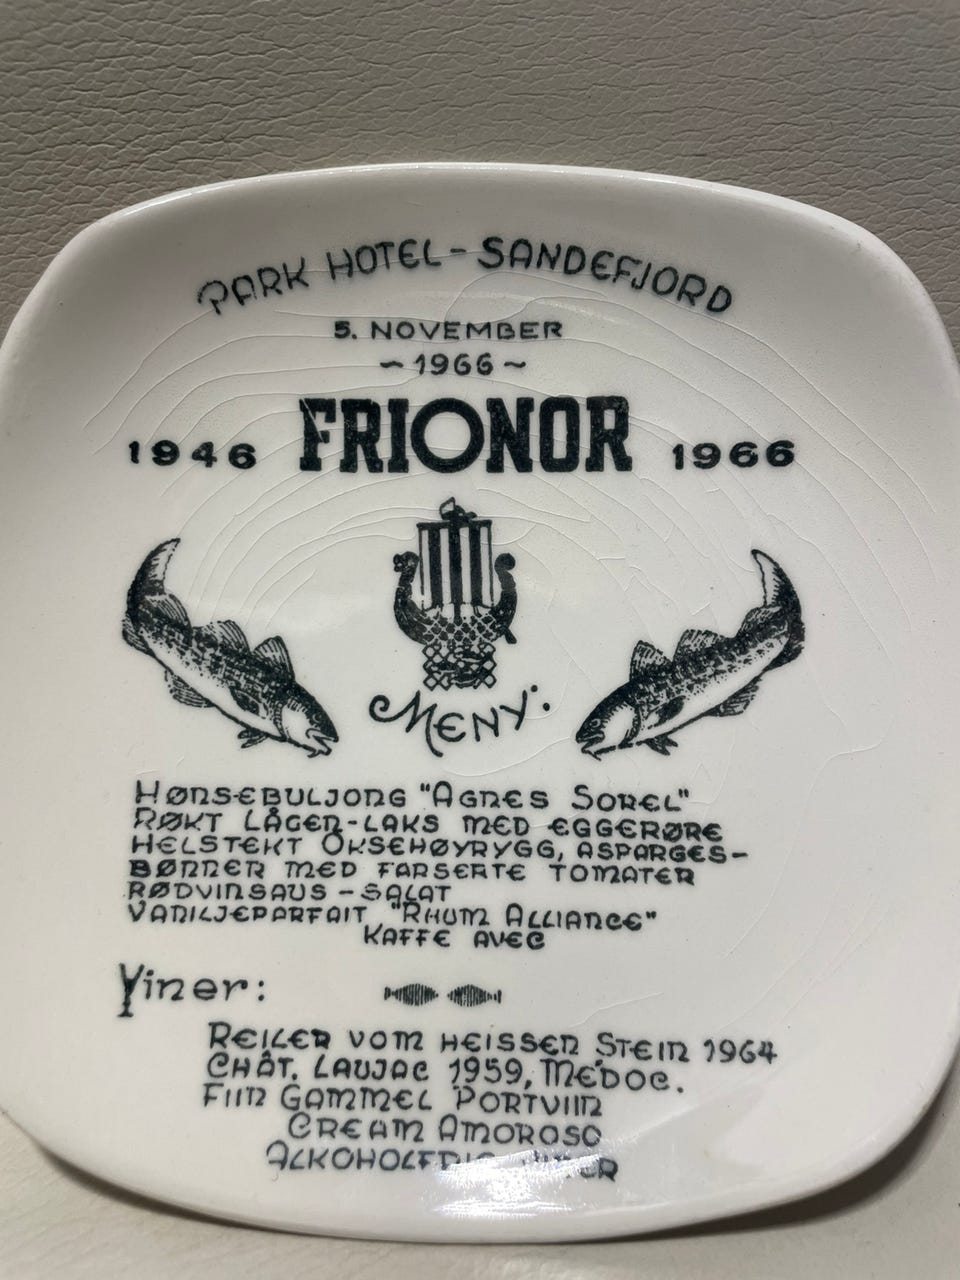 PARK HOTEL - SANDEFJORD
5. NOVEMBER
~ 1966 ~
1946 FRIONOR 1966
MENY.
HØNSEBULJONG "AGNES SOREL"
RØKT LÅGEN-LAKS MED EGGERØRE
HELSTEKT OKSEHØYRYGG, ASPARGES-
BØNNER MED FARSERTE TOMATER
RØDVINSAUS - SALAT
VANILJEPARFAIT "RHUM ALLIANCE"
KAFFE AVEC
Viner:
REILER VOM HEISSEN STEIN 1964
CHÂT. LAUJAC 1959, MÉDOC.
FIIN GAMMEL PORTVIIN
CREAM AMOROSO